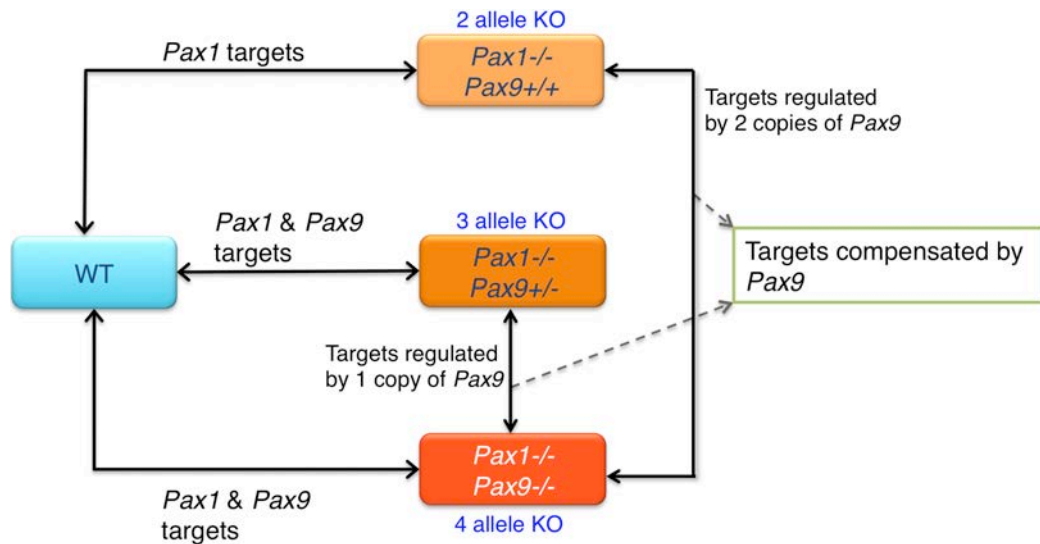 2 allele KO
Pax1 targets
Pax1-/-
Pax9+/+
Targets regulated
by 2 copies of Pax9
Pax1 & Pax9
targets
3 allele KO
WT
Pax1-/-
Pax9+/-
Targets compensated by
Pax9
Targets regulated
by 1 copy of Pax9
Pax1-/-
Pax9-/-
Pax1 & Pax9
targets
4 allele KO